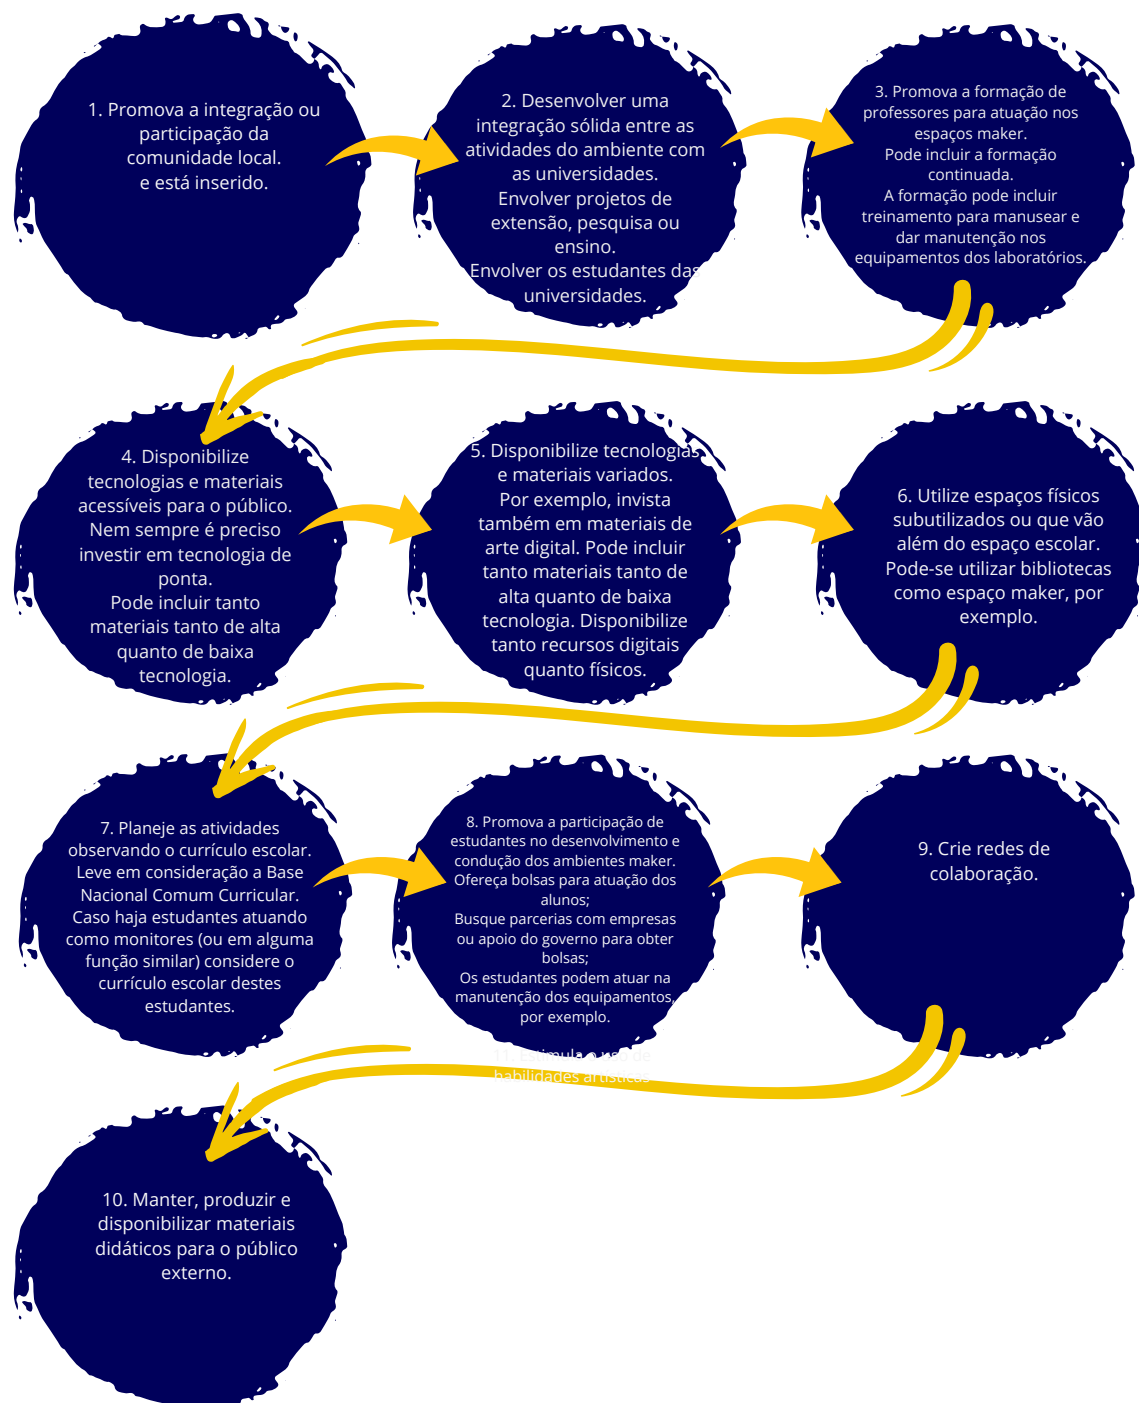 1. Promova a integração ou
participação da
comunidade local.
e está inserido.
2. Desenvolver uma
integração sólida entre as
atividades do ambiente com
as universidades.
Envolver projetos de
extensão, pesquisa ou
ensino.
Envolver os estudantes das
universidades.
3. Promova a formação de
professores para atuação nos
espaços maker.
Pode incluir a formação
continuada.
A formação pode incluir
treinamento para manusear e
dar manutenção nos
equipamentos dos laboratórios.
4. Disponibilize
tecnologias e materiais
acessíveis para o público.
Nem sempre é preciso
investir em tecnologia de
ponta.
Pode incluir tanto
materiais tanto de alta
quanto de baixa
tecnologia.
5. Disponibilize tecnologias
e materiais variados.
Por exemplo, invista
também em materiais de
arte digital. Pode incluir
tanto materiais tanto de
alta quanto de baixa
tecnologia. Disponibilize
tanto recursos digitais
quanto físicos.
6. Utilize espaços físicos
subutilizados ou que vão
além do espaço escolar.
Pode-se utilizar bibliotecas
como espaço maker, por
exemplo.
7. Planeje as atividades
observando o currículo escolar.
Leve em consideração a Base
Nacional Comum Curricular.
Caso haja estudantes atuando
como monitores (ou em alguma
função similar) considere o
currículo escolar destes
estudantes.
8. Promova a participação de
estudantes no desenvolvimento e
condução dos ambientes maker.
Ofereça bolsas para atuação dos
alunos;
Busque parcerias com empresas
ou apoio do governo para obter
bolsas;
Os estudantes podem atuar na
manutenção dos equipamentos,
por exemplo.
9. Crie redes de
colaboração.
11. Estimula o uso de
habilidades artísticas
10. Manter, produzir e
disponibilizar materiais
didáticos para o público
externo.